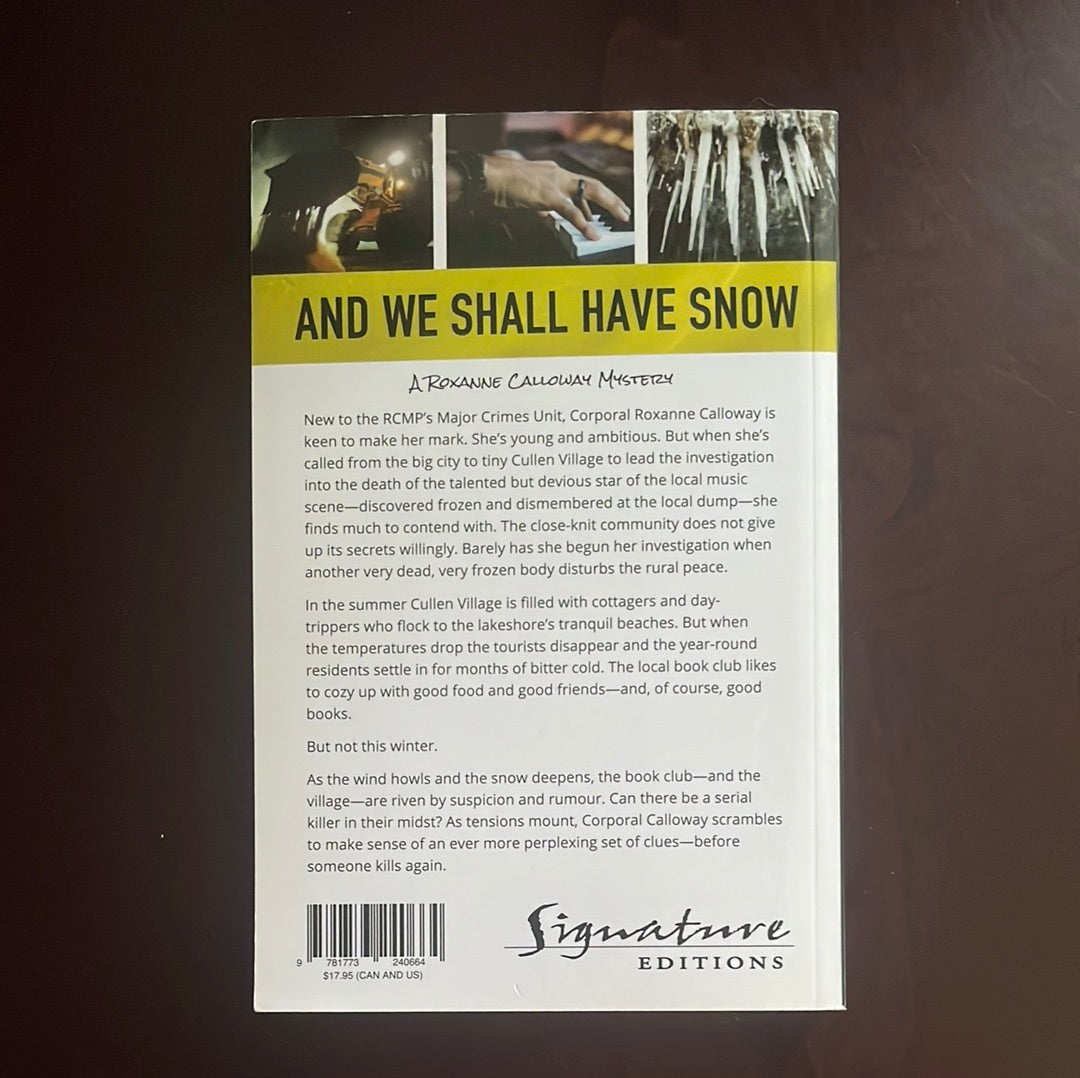 AND WE SHALL HAVE SNOW
A ROXANNE CALLOWAY MYSTERY
New to the RCMP’s Major Crimes Unit, Corporal Roxanne Calloway is
keen to make her mark. She’s young and ambitious. But when she’s
called from the big city to tiny Cullen Village to lead the investigation
into the death of the talented but devious star of the local music
scene—discovered frozen and dismembered at the local dump—she
finds much to contend with. The close-knit community does not give
up its secrets willingly. Barely has she begun her investigation when
another very dead, very frozen body disturbs the rural peace.
In the summer Cullen Village is filled with cottagers and day-
trippers who flock to the lakeshore’s tranquil beaches. But when
the temperatures drop the tourists disappear and the year-round
residents settle in for months of bitter cold. The local book club likes
to cozy up with good food and good friends—and, of course, good
books.
But not this winter.
As the wind howls and the snow deepens, the book club—and the
village—are riven by suspicion and rumour. Can there be a serial
killer in their midst? As tensions mount, Corporal Calloway scrambles
to make sense of an ever more perplexing set of clues—before
someone kills again.
9 781773 240664
$17.95 (CAN AND US)
Signature
EDITIONS